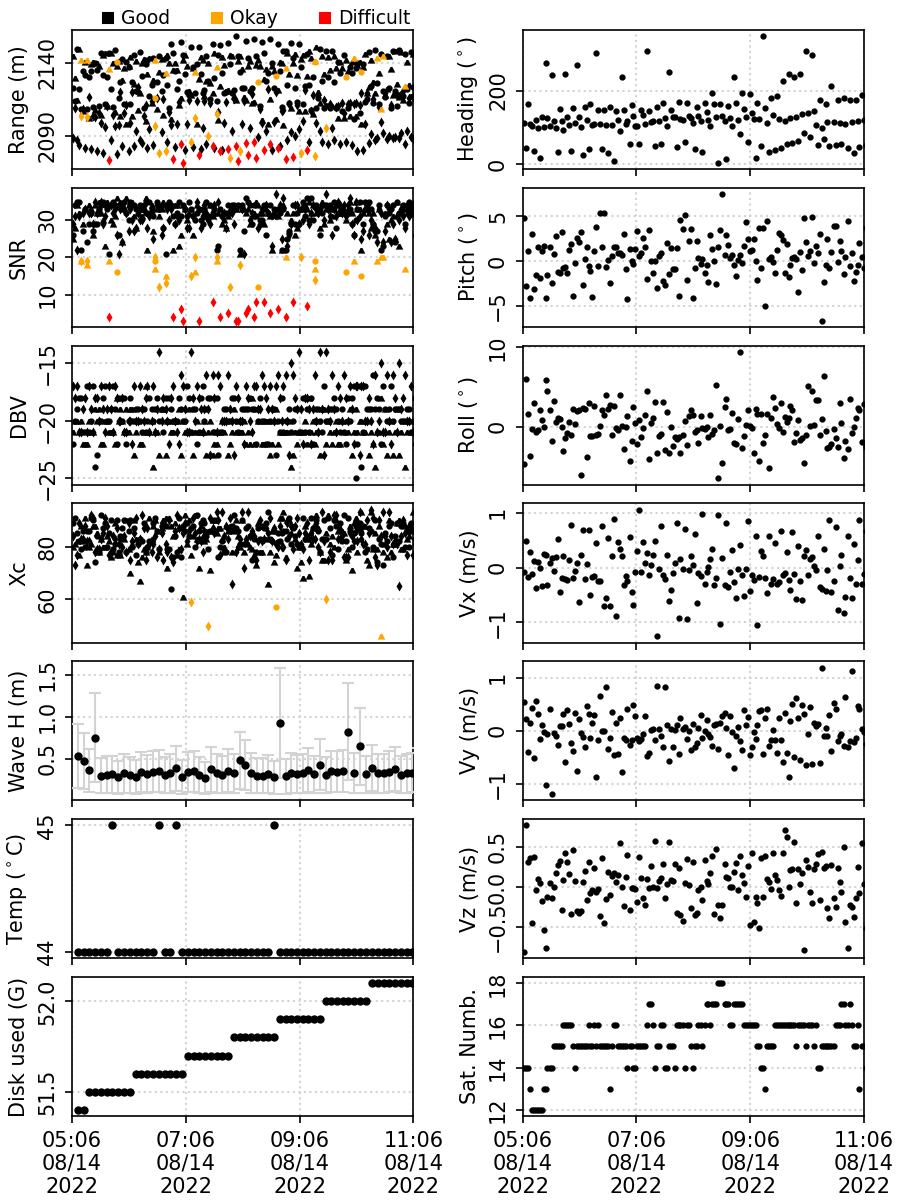 Good Okay Difficult
Range (m)
2140
2090
Heading (°)
200
0
SNR
30
20
10
Pitch (°)
5
0
−5
DBV
−15
−20
−25
Roll (°)
10
0
Xc
80
60
Vx (m/s)
1
0
−1
Wave H (m)
1.5
1.0
0.5
Vy (m/s)
1
0
−1
Temp (°C)
45
44
Vz (m/s)
0.5
0.0
−0.5
Disk used (G)
52.0
51.5
Sat. Numb.
18
16
14
12
05:06 07:06 09:06 11:06 05:06 07:06 09:06 11:06
08/14 08/14 08/14 08/14 08/14 08/14 08/14 08/14
2022 2022 2022 2022 2022 2022 2022 2022